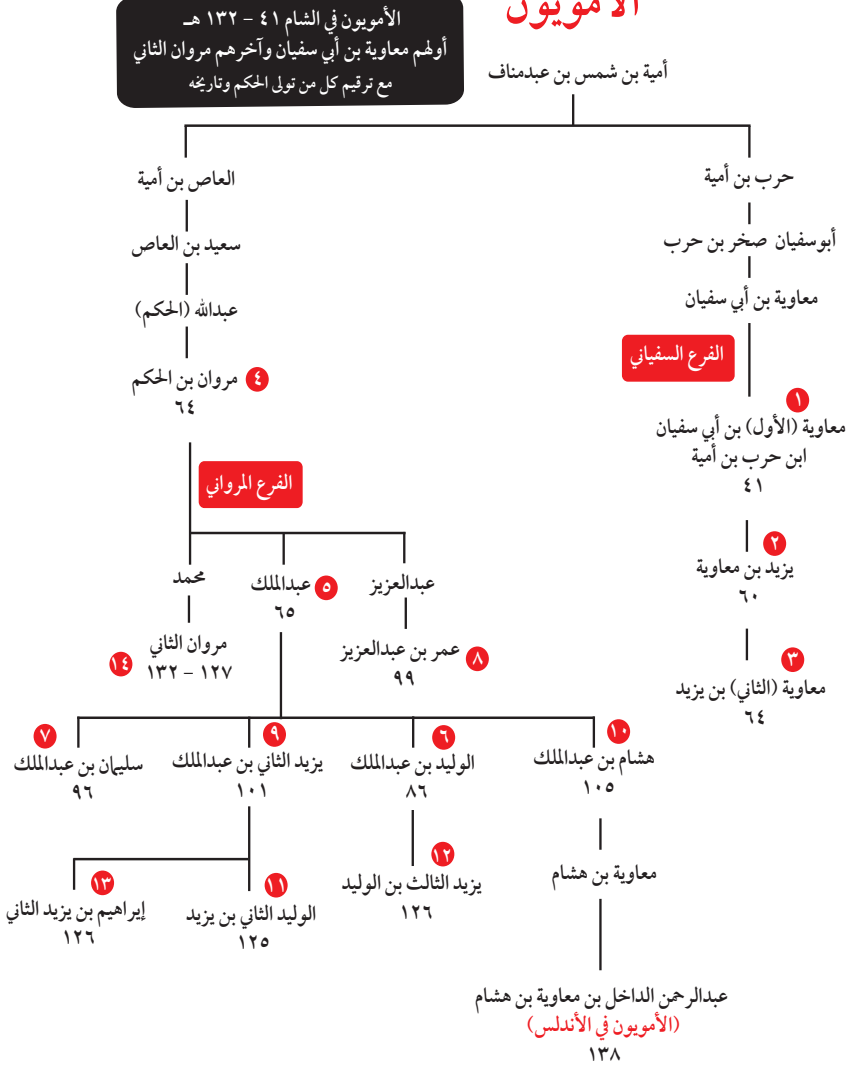 الأمويون
الأمويون في الشام ٤١ – ١٣٢ هـ
أولهم معاوية بن أبي سفيان وآخرهم مروان الثاني
مع ترقيم كل من تولى الحكم وتاريخه
أمية بن شمس بن عبدمناف
حرب بن أمية
العاص بن أمية
أبوسفيان صخر بن حرب
سعيد بن العاص
معاوية بن أبي سفيان
عبدالله (الحكم)
الفرع السفياني
٤ مروان بن الحكم
٦٤
١
معاوية (الأول) بن أبي سفيان
ابن حرب بن أمية
٤١
الفرع المرواني
٢
يزيد بن معاوية
٦٠
عبدالعزيز
٥ عبدالملك
٦٥
محمد
٨ عمر بن عبدالعزيز
٩٩
مروان الثاني
١٢٧ – ١٣٢
١٤
٣
معاوية (الثاني) بن يزيد
٦٤
١٠
هشام بن عبدالملك
١٠٥
٦
الوليد بن عبدالملك
٨٦
٩
يزيد الثاني بن عبدالملك
١٠١
٧
سليمان بن عبدالملك
٩٦
معاوية بن هشام
١٢
يزيد الثالث بن الوليد
١٢٦
١١
الوليد الثاني بن يزيد
١٢٥
١٣
إيراهيم بن يزيد الثاني
١٢٦
عبدالرحمن الداخل بن معاوية بن هشام
(الأمويون في الأندلس)
١٣٨